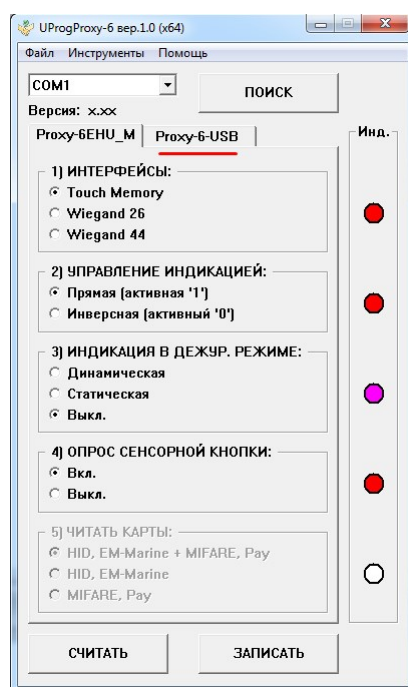 UProgProxy-6 вер.1.0 (x64)
Файл Инструменты Помощь
COM1
ПОИСК
Версия: x.xx
Proxy-6EHU_M Proxy-6-USB
Инд.
1) ИНТЕРФЕЙСЫ:
Touch Memory
Wiegand 26
Wiegand 44
2) УПРАВЛЕНИЕ ИНДИКАЦИЕЙ:
Прямая (активная '1')
Инверсная (активный '0')
3) ИНДИКАЦИЯ В ДЕЖУР. РЕЖИМЕ:
Динамическая
Статическая
Выкл.
4) ОПРОС СЕНСОРНОЙ КНОПКИ:
Вкл.
Выкл.
5) ЧИТАТЬ КАРТЫ:
HID, EM-Marine + MIFARE, Pay
HID, EM-Marine
MIFARE, Pay
СЧИТАТЬ
ЗАПИСАТЬ